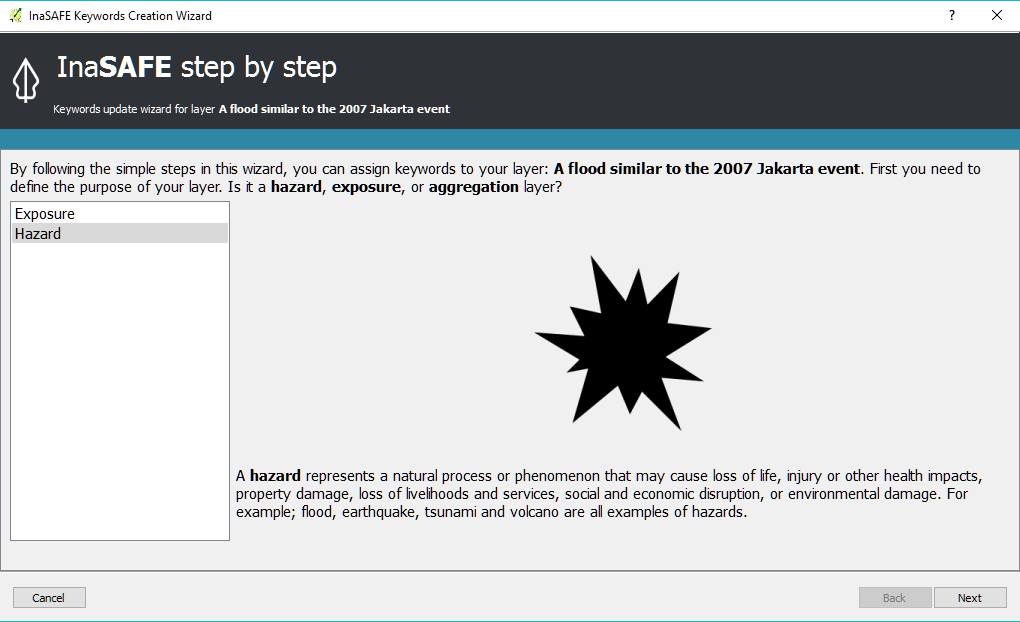 InaSAFE Keywords Creation Wizard
?
InaSAFE step by step
Keywords update wizard for layer A flood similar to the 2007 Jakarta event
By following the simple steps in this wizard, you can assign keywords to your layer: A flood similar to the 2007 Jakarta event. First you need to
define the purpose of your layer. Is it a hazard, exposure, or aggregation layer?
Exposure
Hazard
A hazard represents a natural process or phenomenon that may cause loss of life, injury or other health impacts,
property damage, loss of livelihoods and services, social and economic disruption, or environmental damage. For
example; flood, earthquake, tsunami and volcano are all examples of hazards.
Cancel
Back
Next